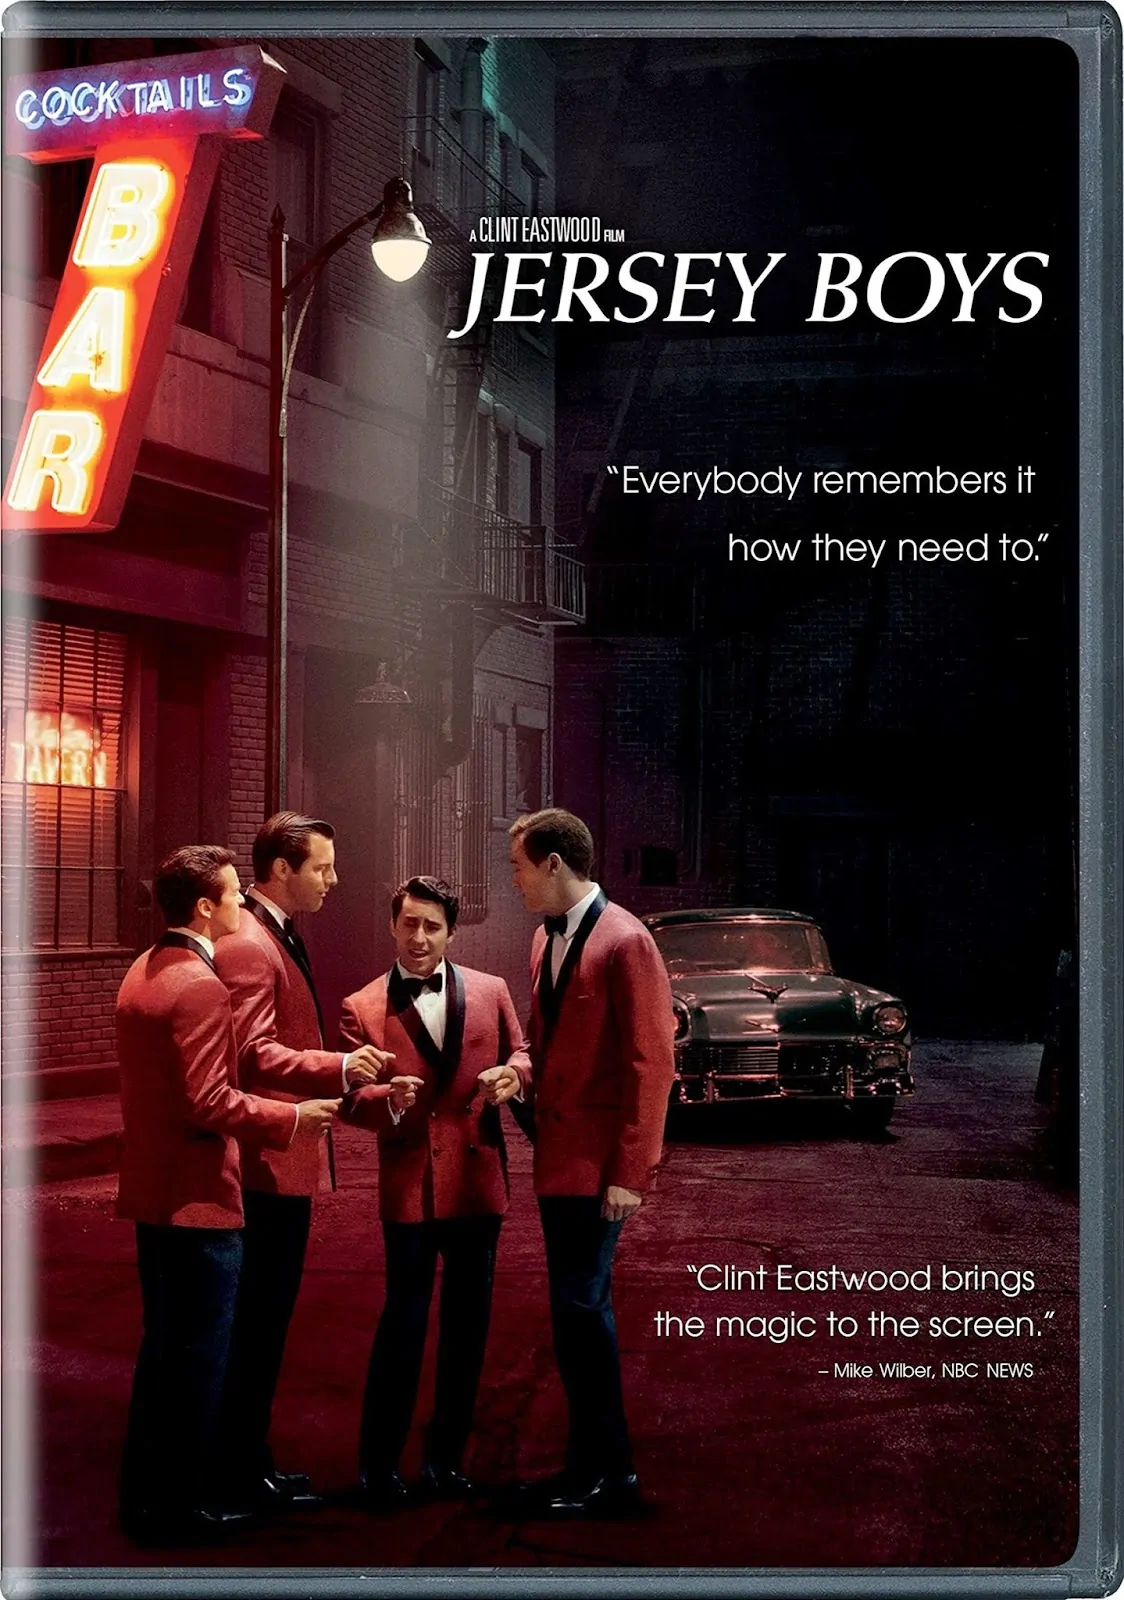 COCKTAILS
BAR
A CLINT EASTWOOD FILM
JERSEY BOYS
“Everybody remembers it
how they need to.”
TAVERN
“Clint Eastwood brings
the magic to the screen.”
– Mike Wilber, NBC NEWS